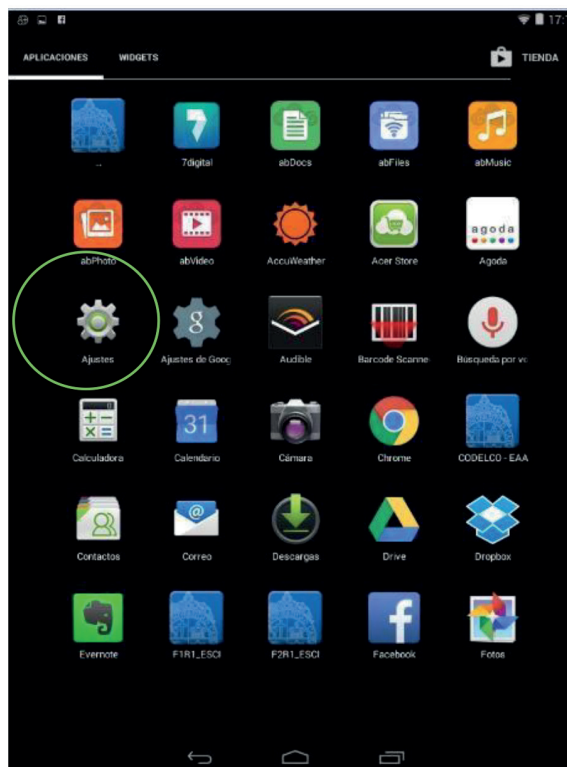 17:1
APLICACIONES WIDGETS TIENDA
.. 7digital abDocs abFiles abMusic
agoda
abPhoto abVideo AccuWeather Acer Store Agoda
Ajustes Ajustes de Goog Audible Barcode Scanne Búsqueda por vo
31
Calculadora Calendario Cámara Chrome CODELCO - EAA
Contactos Correo Descargas Drive Dropbox
Evernote F1R1_ESCI F2R1_ESCI Facebook Fotos